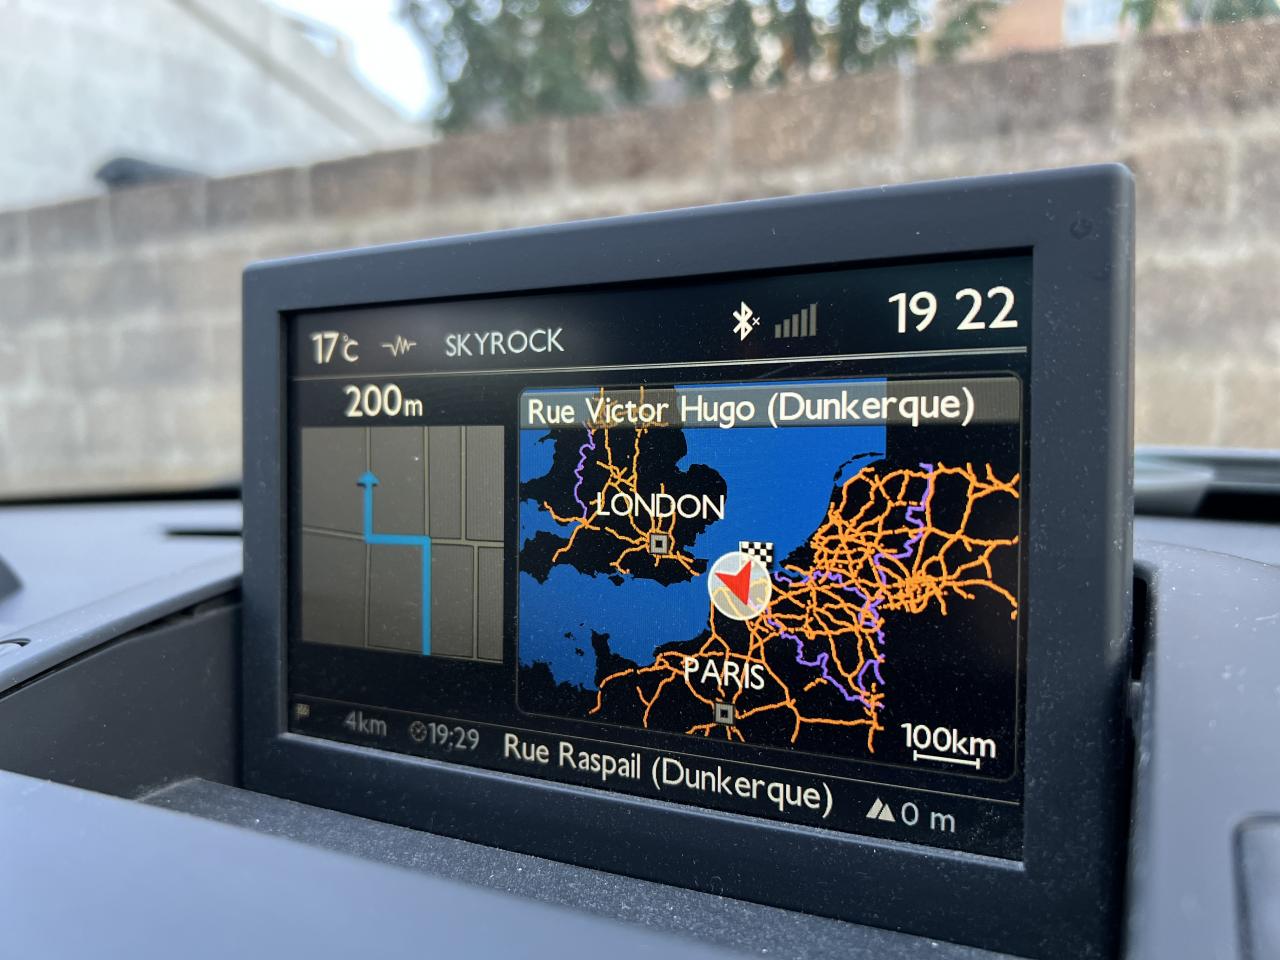 17°C SKYROCK 19 22
200m
Rue Victor Hugo (Dunkerque)
LONDON
PARIS
100km
4km 19:29 Rue Raspail (Dunkerque) 0 m